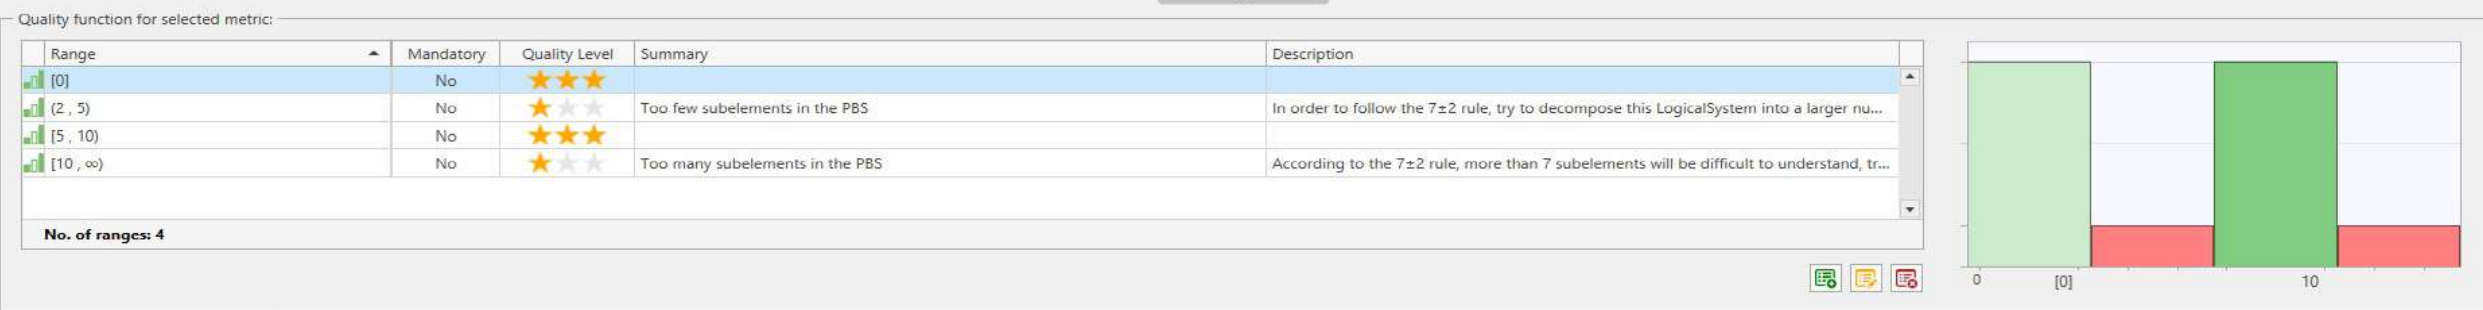 Quality function for selected metric:
Range Mandatory Quality Level Summary Description
[0] No
(2 , 5) No Too few subelements in the PBS In order to follow the 7±2 rule, try to decompose this LogicalSystem into a larger nu...
[5 , 10) No
[10 , ∞) No Too many subelements in the PBS According to the 7±2 rule, more than 7 subelements will be difficult to understand, tr...
No. of ranges: 4
0 [0] 10